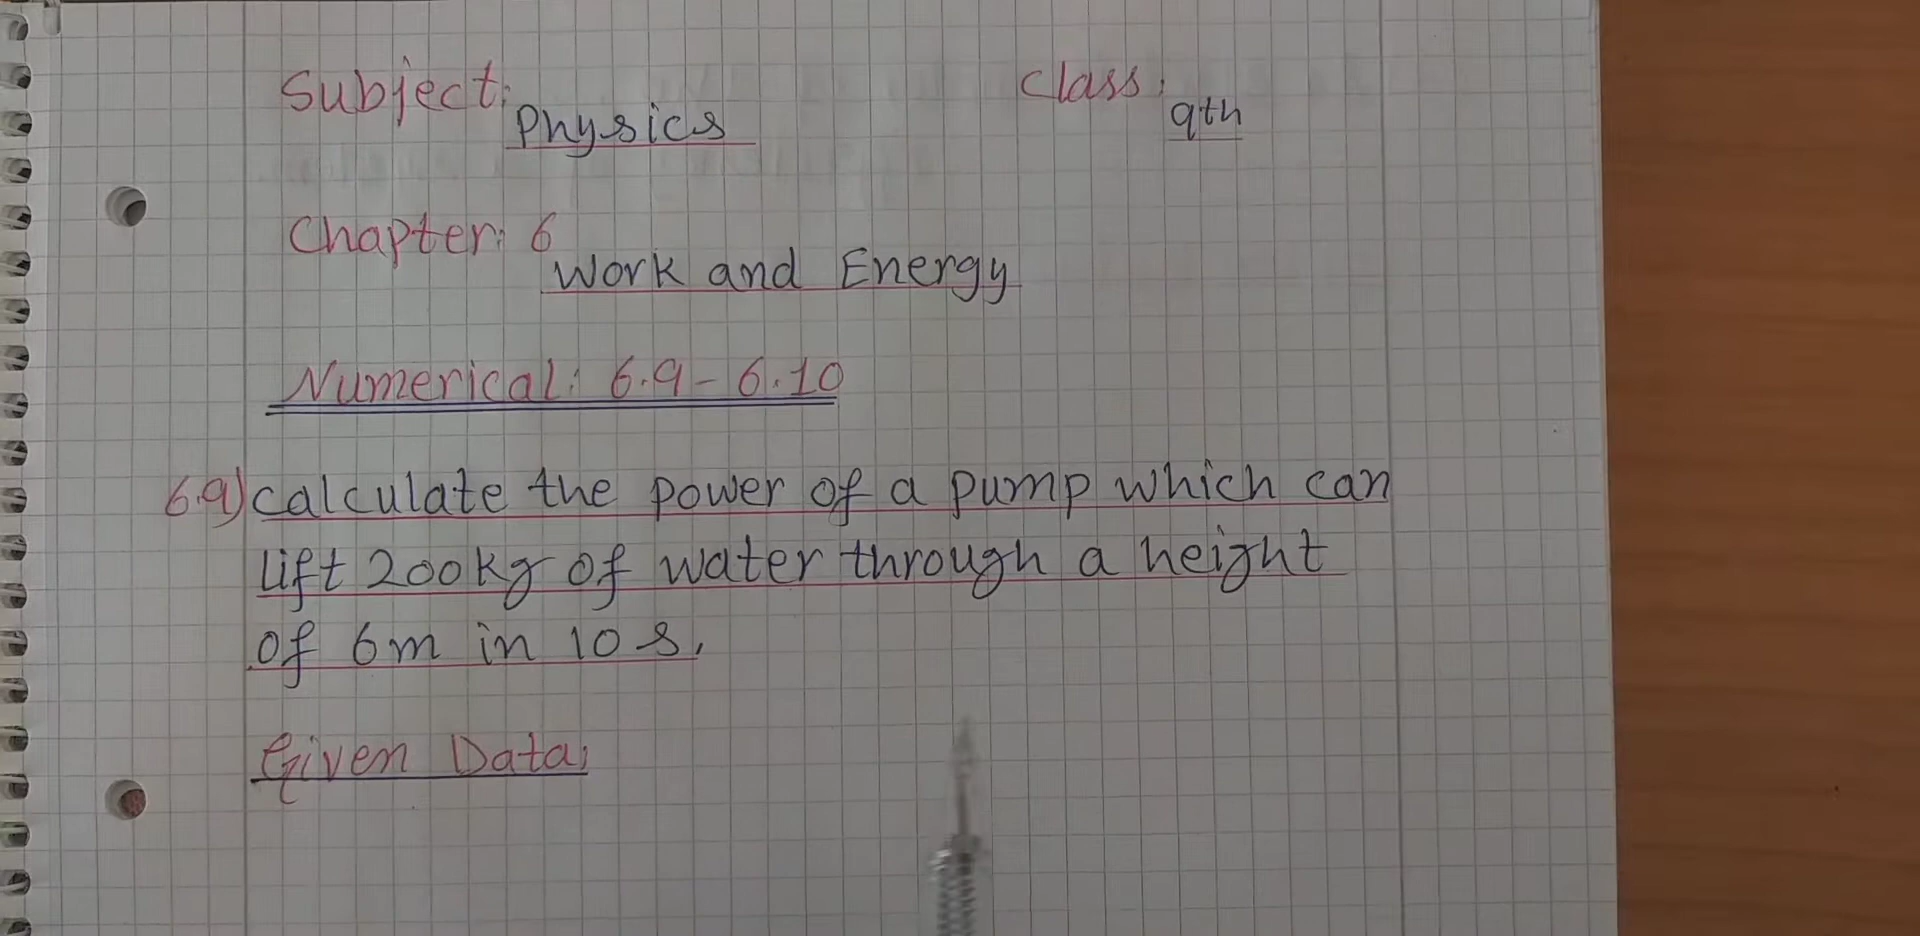 Subject: Class:
Physics 9th
Chapter: 6
Work and Energy
Numerical: 6.9 - 6.10
6.9) Calculate the power of a pump which can
lift 200kg of water through a height
of 6m in 10 s.
Given Data: